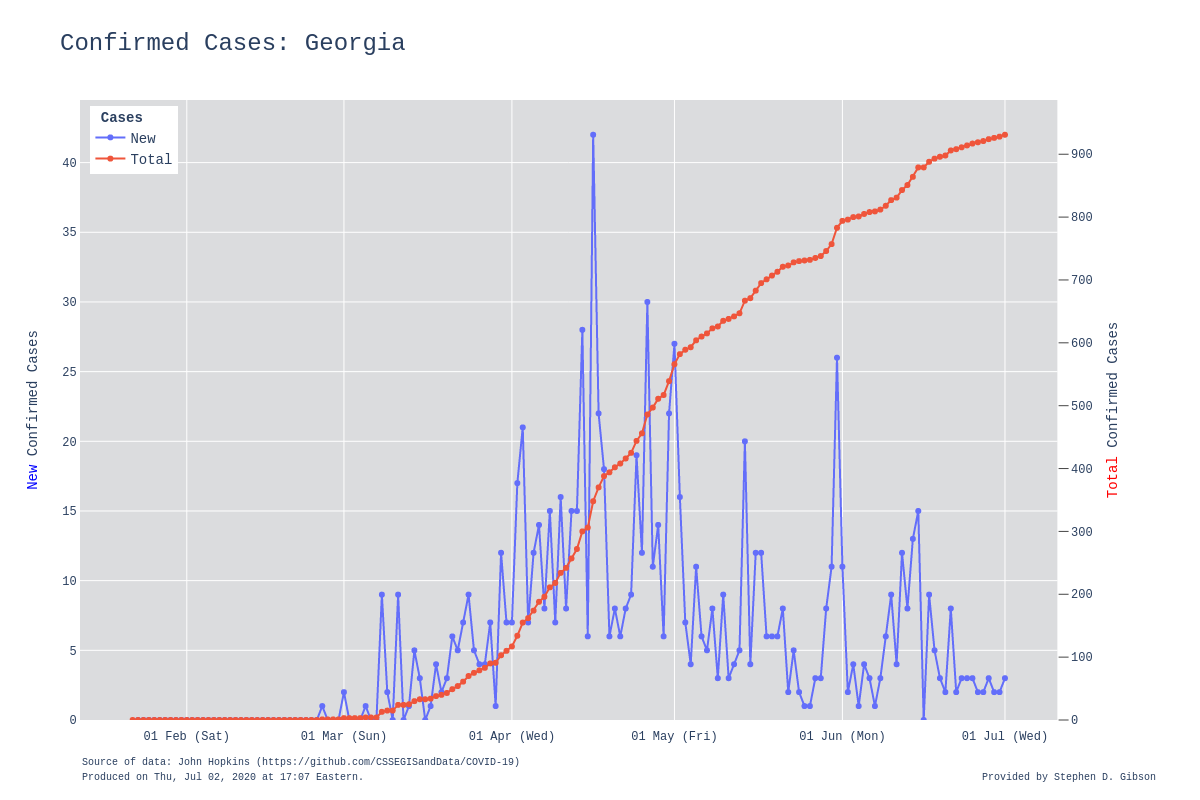 Confirmed Cases: Georgia
Cases
New
Total
40
35
30
25
20
15
10
5
0
900
800
700
600
500
400
300
200
100
0
New Confirmed Cases
Total Confirmed Cases
01 Feb (Sat)
01 Mar (Sun)
01 Apr (Wed)
01 May (Fri)
01 Jun (Mon)
01 Jul (Wed)
Source of data: John Hopkins (https://github.com/CSSEGISandData/COVID-19)
Produced on Thu, Jul 02, 2020 at 17:07 Eastern.
Provided by Stephen D. Gibson